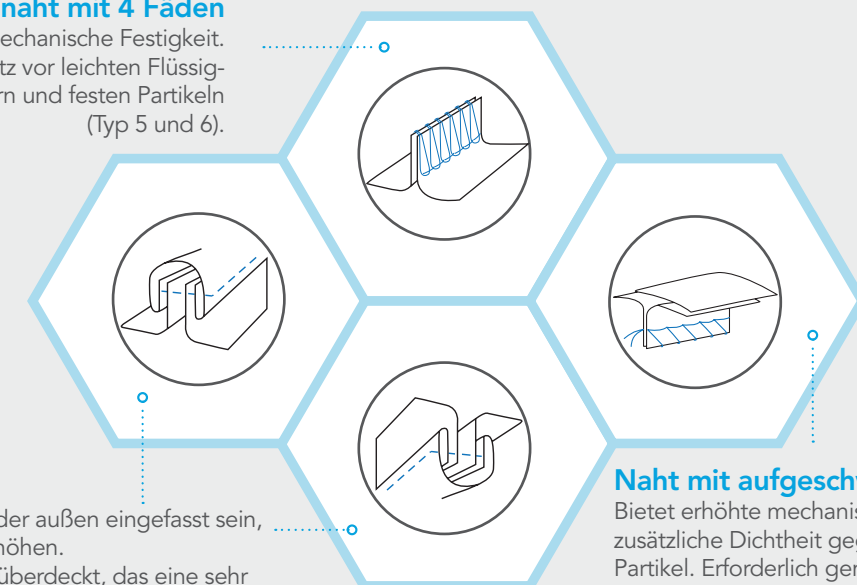 naht mit 4 Fäden
mechanische Festigkeit.
tz vor leichten Flüssig-
rn und festen Partikeln
(Typ 5 und 6).
der außen eingefasst sein,
höhen.
überdeckt, das eine sehr
Naht mit aufgeschw
Bietet erhöhte mechanis
zusätzliche Dichtheit geg
Partikel. Erforderlich gem